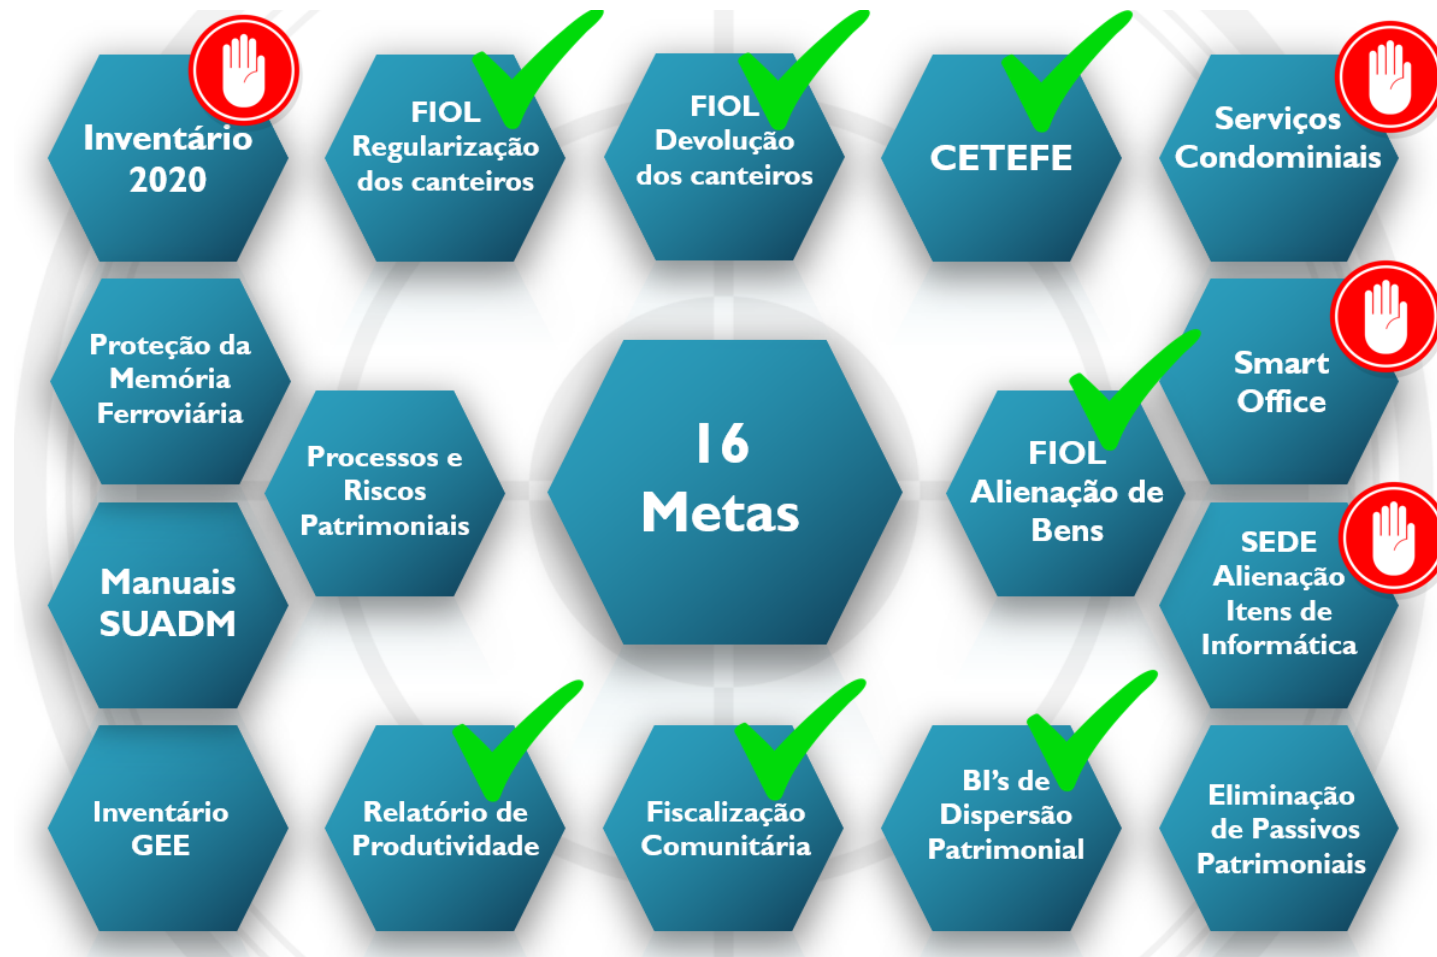 Inventário
2020
FIOL
Regularização
dos canteiros
FIOL
Devolução
dos canteiros
CETEFE
Serviços
Condominiais
Proteção da
Memória
Ferroviária
Processos e
Riscos
Patrimoniais
16
Metas
FIOL
Alienação de
Bens
Smart
Office
Manuais
SUADM
SEDE
Alienação
Itens de
Informática
Inventário
GEE
Relatório de
Produtividade
Fiscalização
Comunitária
BI's de
Dispersão
Patrimonial
Eliminação
de Passivos
Patrimoniais